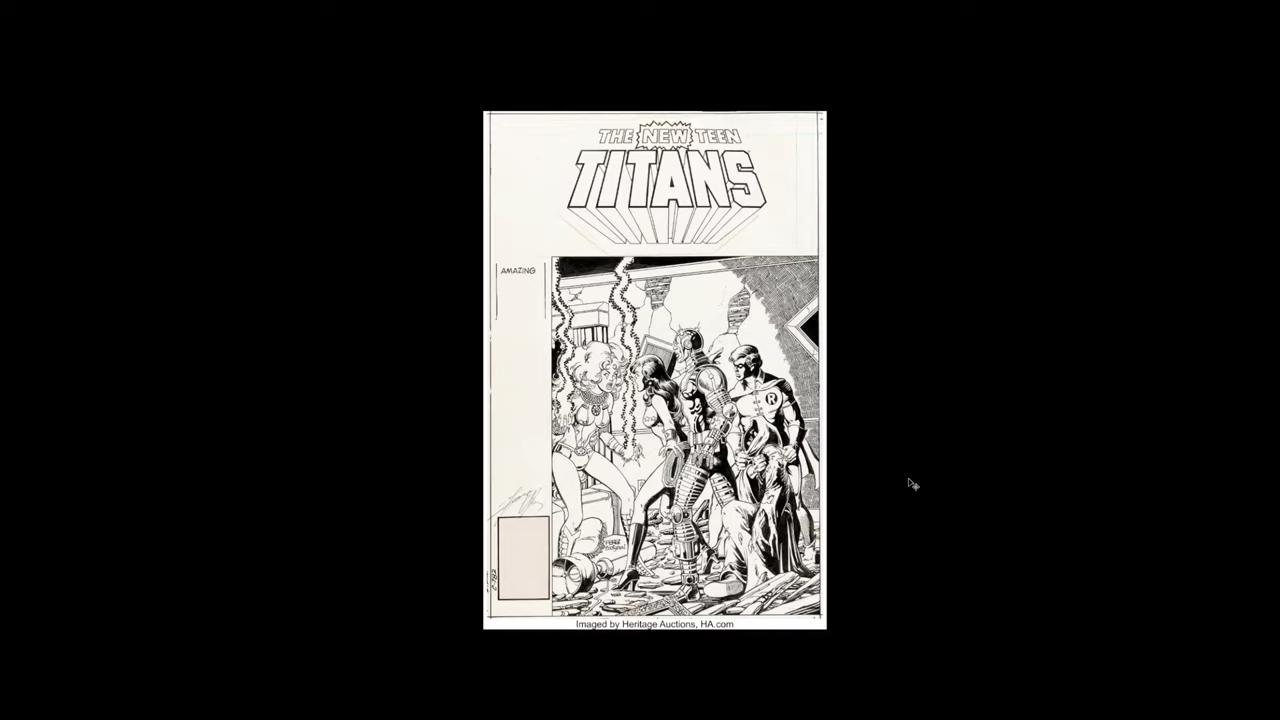 THE NEW TEEN
TITANS
AMAZING
R
Imaged by Heritage Auctions, HA.com